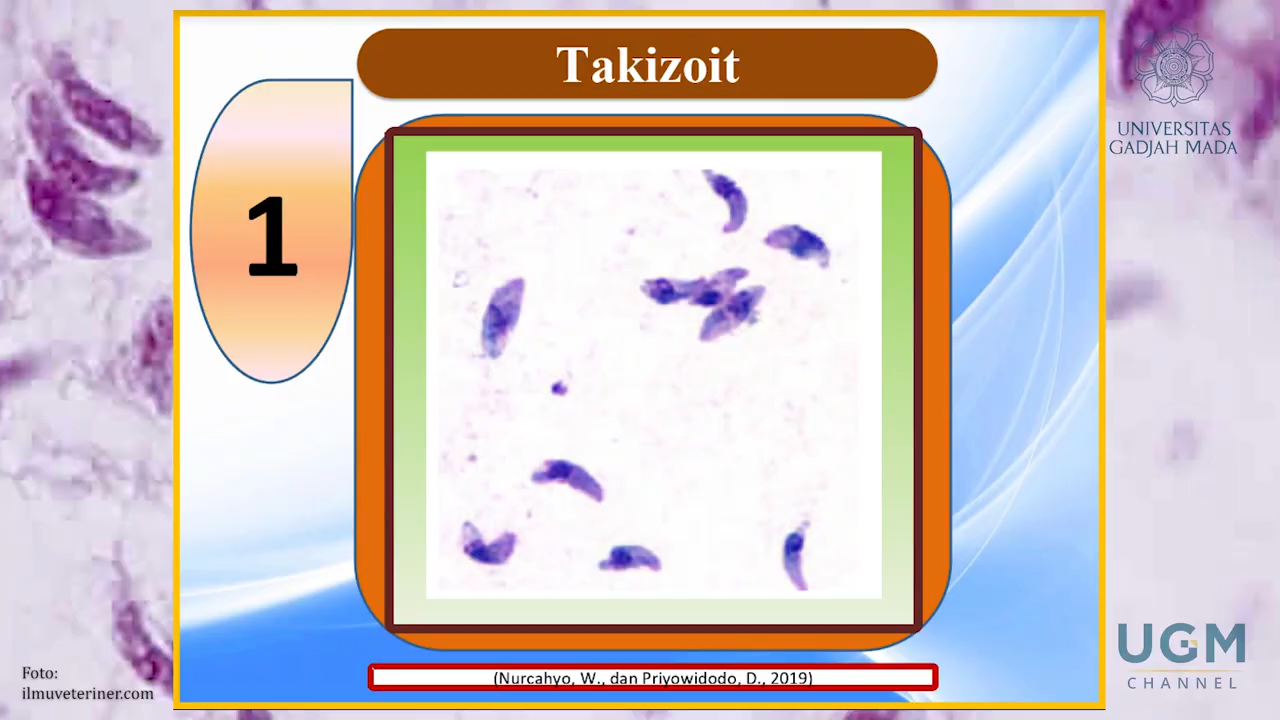 Takizoit
1
UNIVERSITAS
GADJAH MADA
(Nurcahyo, W., dan Priyowidodo, D., 2019)
Foto:
ilmuveteriner.com
UGM
CHANNEL